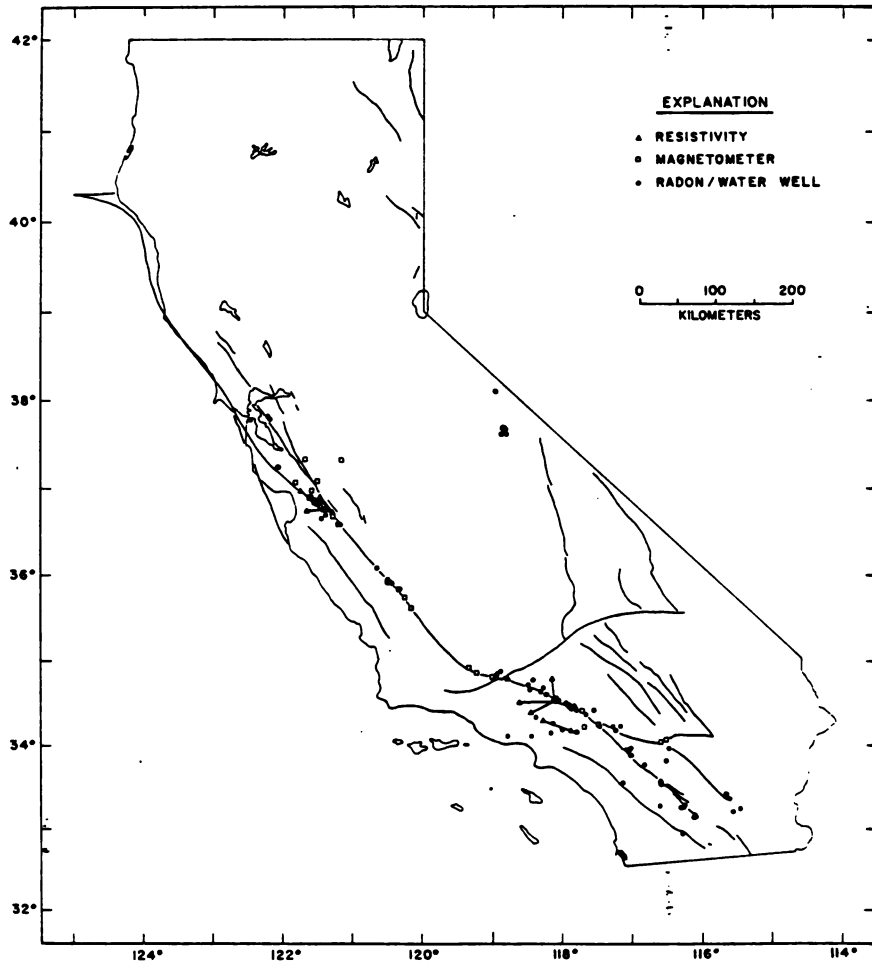 42°
EXPLANATION
RESISTIVITY
MAGNETOMETER
RADON/WATER WELL
40°
0 100 200
KILOMETERS
38°
36°
34°
32°
124° 122° 120° 118° 116° 114°